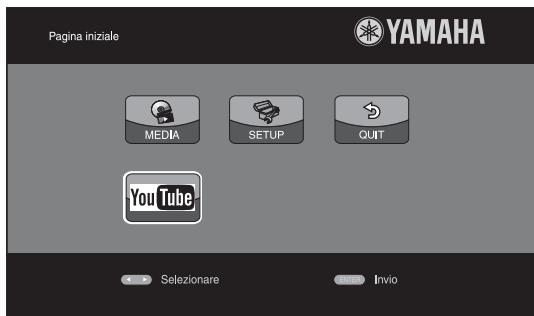 Pagina iniziale
YAMAHA
MEDIA
SETUP
QUIT
YouTube
Selezionare
ENTER Invio